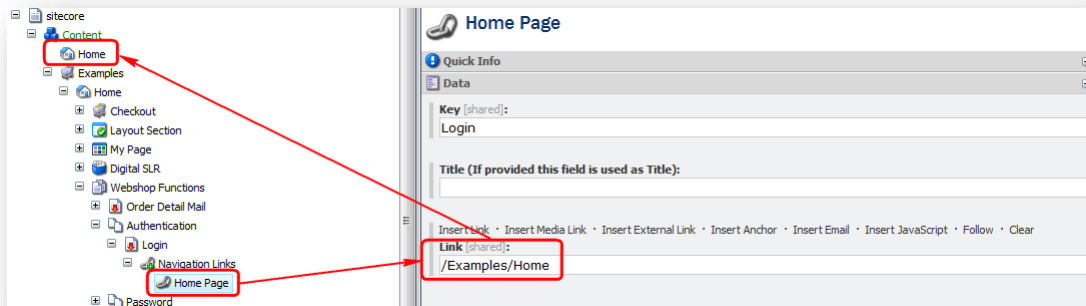 sitecore
Content
Home
Examples
Home
Checkout
Layout Section
My Page
Digital SLR
Webshop Functions
Order Detail Mail
Authentication
Login
Navigation Links
Home Page
Password
Home Page
Quick Info
Data
Key [shared]:
Login
Title (If provided this field is used as Title):
Insert Link · Insert Media Link · Insert External Link · Insert Anchor · Insert Email · Insert JavaScript · Follow · Clear
Link [shared]:
/Examples/Home